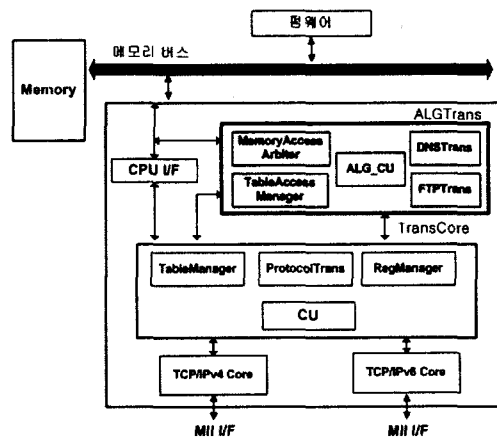 펌웨어
메모리 버스
Memory
ALGTrans
MemoryAccess
Arbiter
DNSTrans
ALG_CU
CPU I/F
TableAccess
Manager
FTPTrans
TransCore
TableManager
ProtocolTrans
RegManager
CU
TCP/IPv4 Core
TCP/IPv6 Core
MII I/F
MII I/F